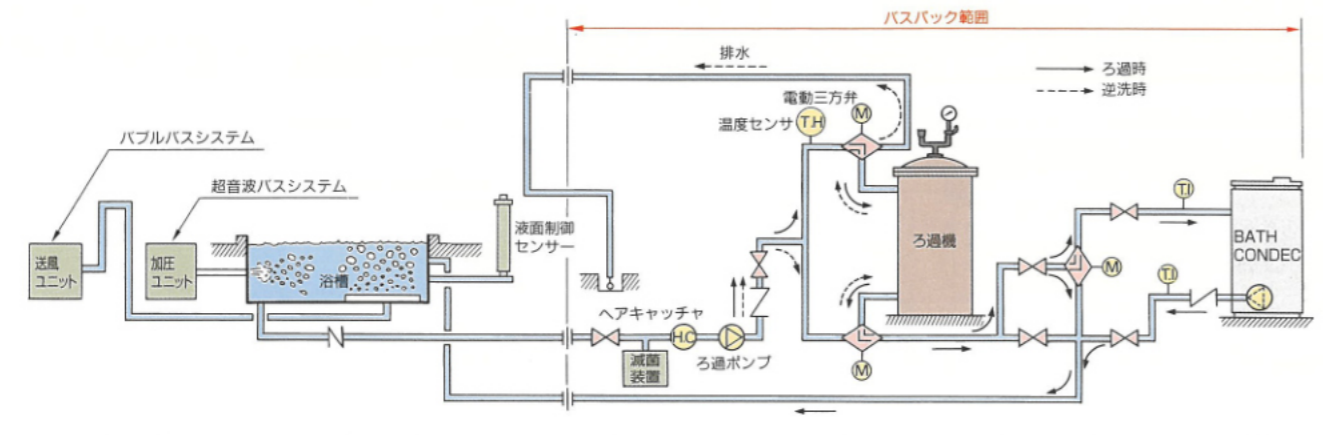 バスパック範囲
排水
ろ過時
逆洗時
電動三方弁
M
温度センサ
T.H
バブルバスシステム
超音波バスシステム
T.I
液面制御
センサー
ろ過機
BATH
CONDEC
送風
ユニット
加圧
ユニット
浴槽
M
T.I
ヘアキャッチャ
H.C
ろ過ポンプ
滅菌
装置
M